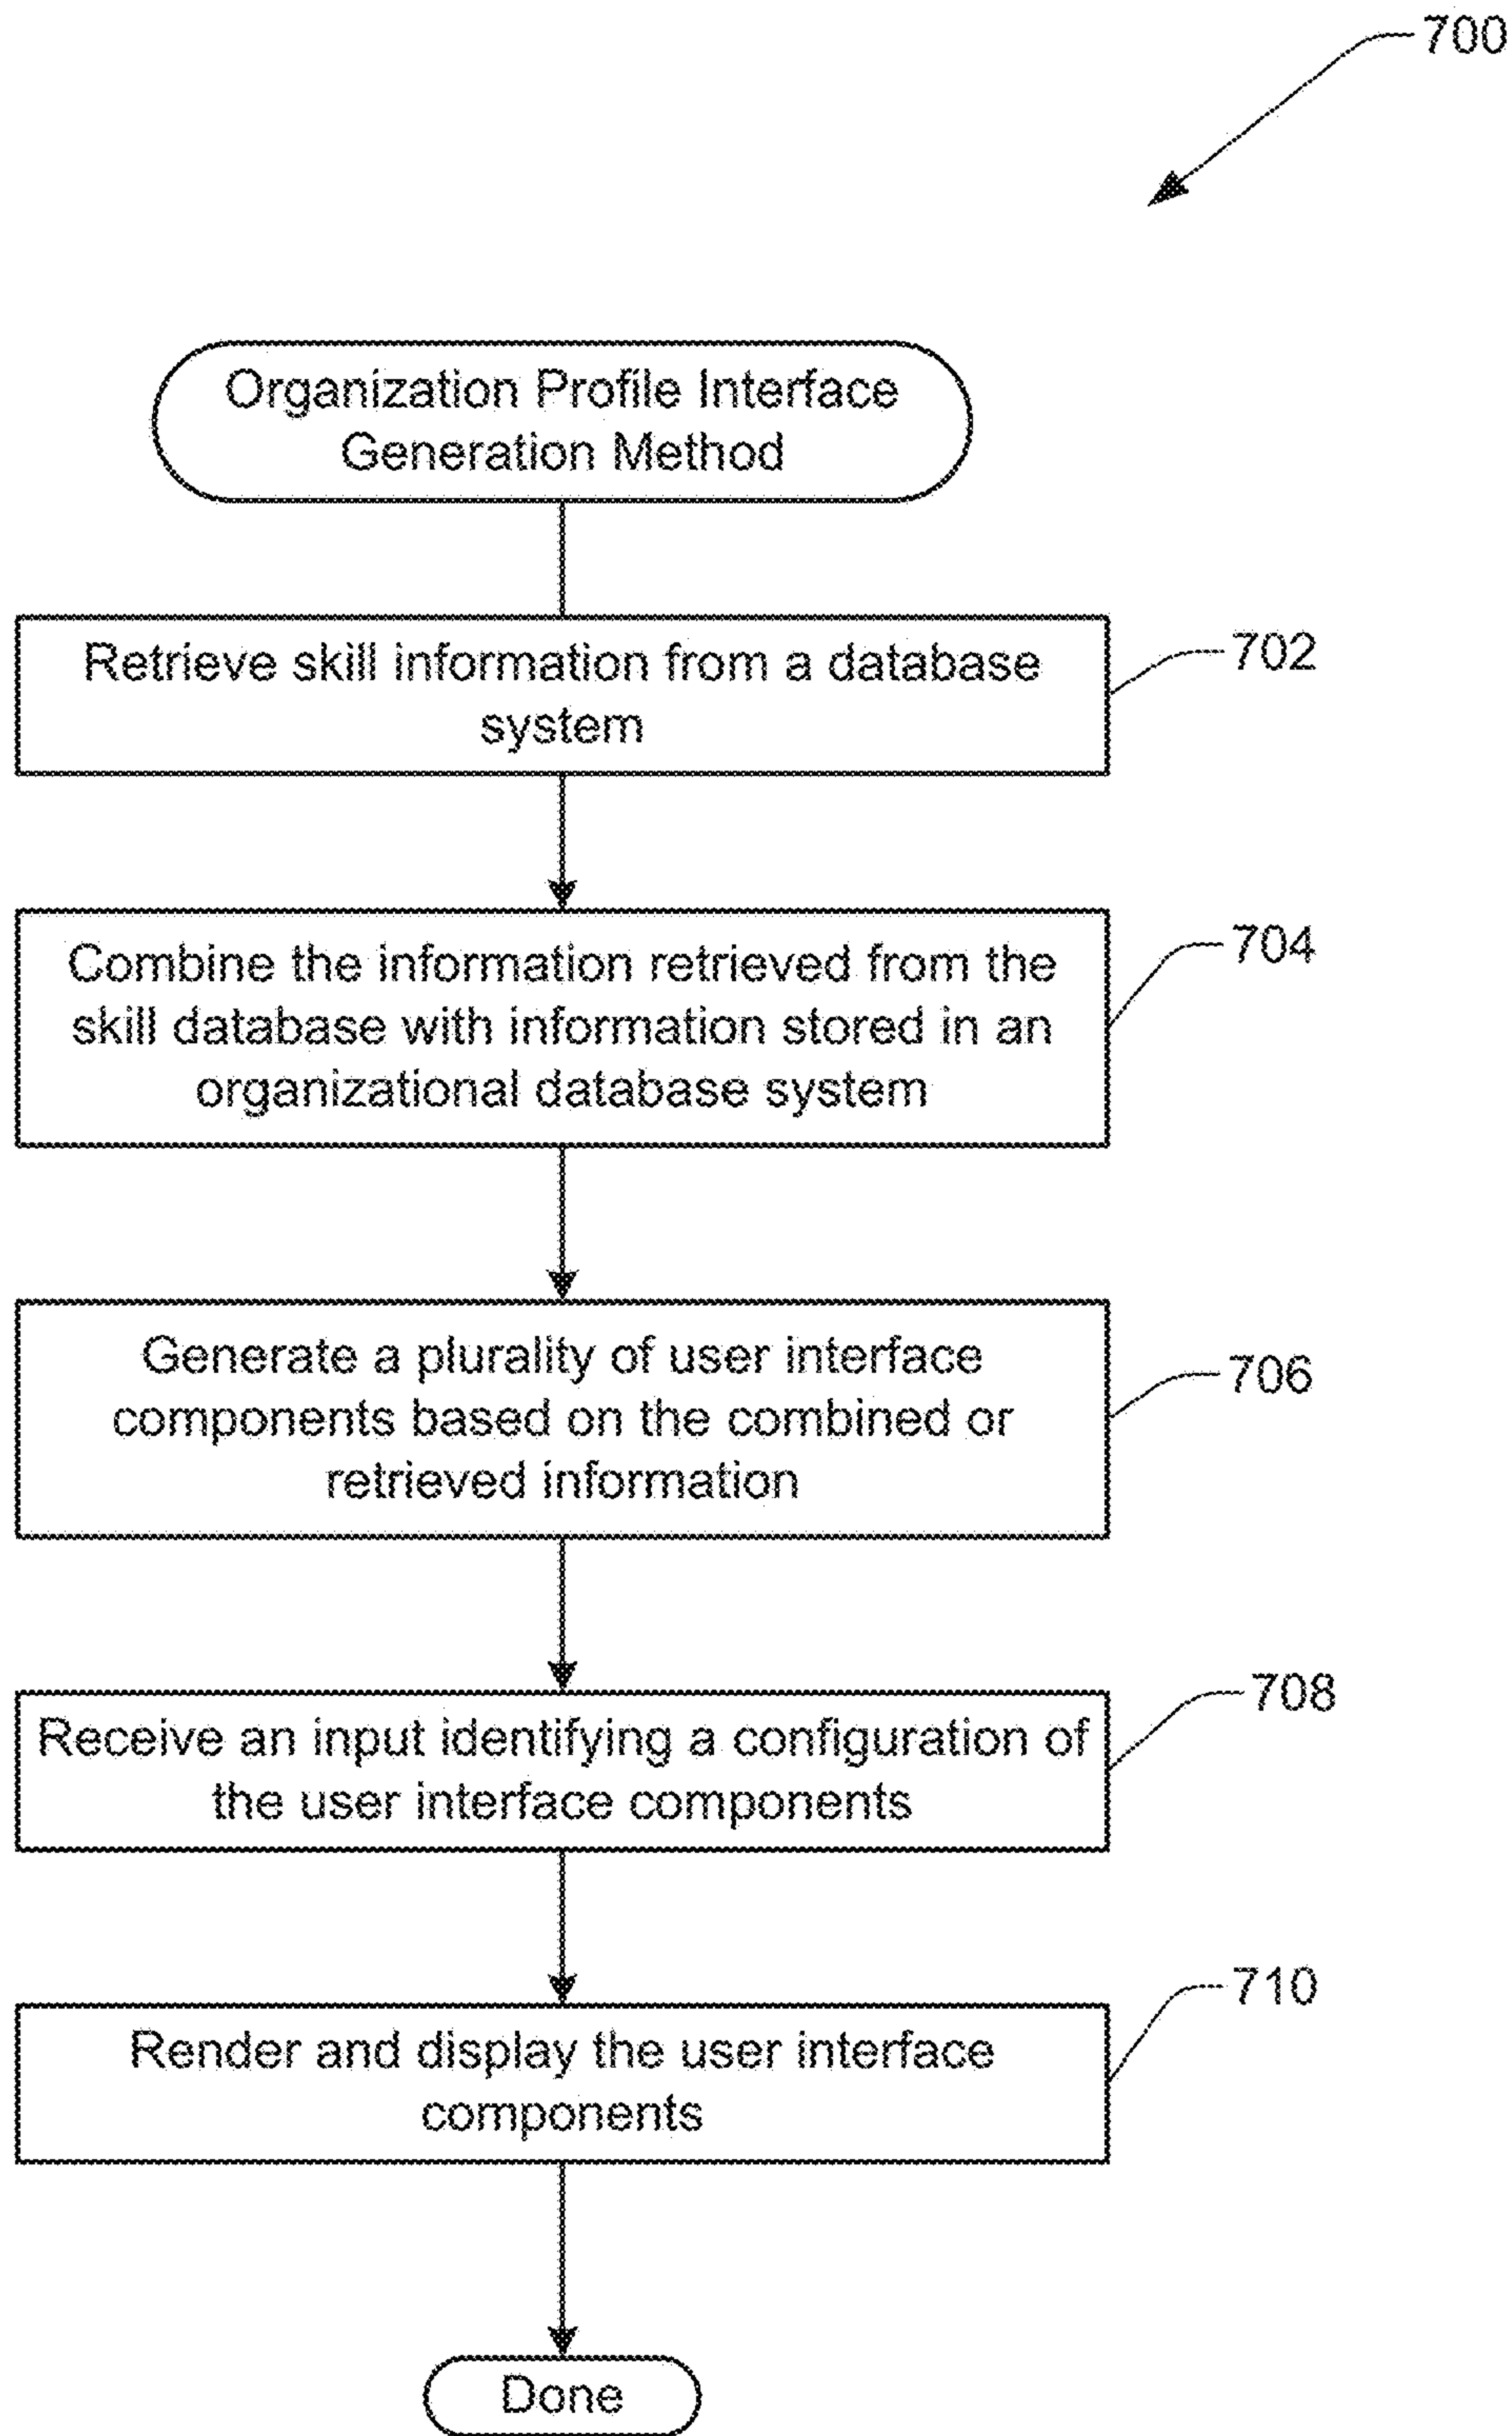 700
Organization Profile Interface
Generation Method
Retrieve skill information from a database
system
702
Combine the information retrieved from the
skill database with information stored in an
organizational database system
704
Generate a plurality of user interface
components based on the combined or
retrieved information
706
Receive an input identifying a configuration of
the user interface components
708
Render and display the user interface
components
710
Done